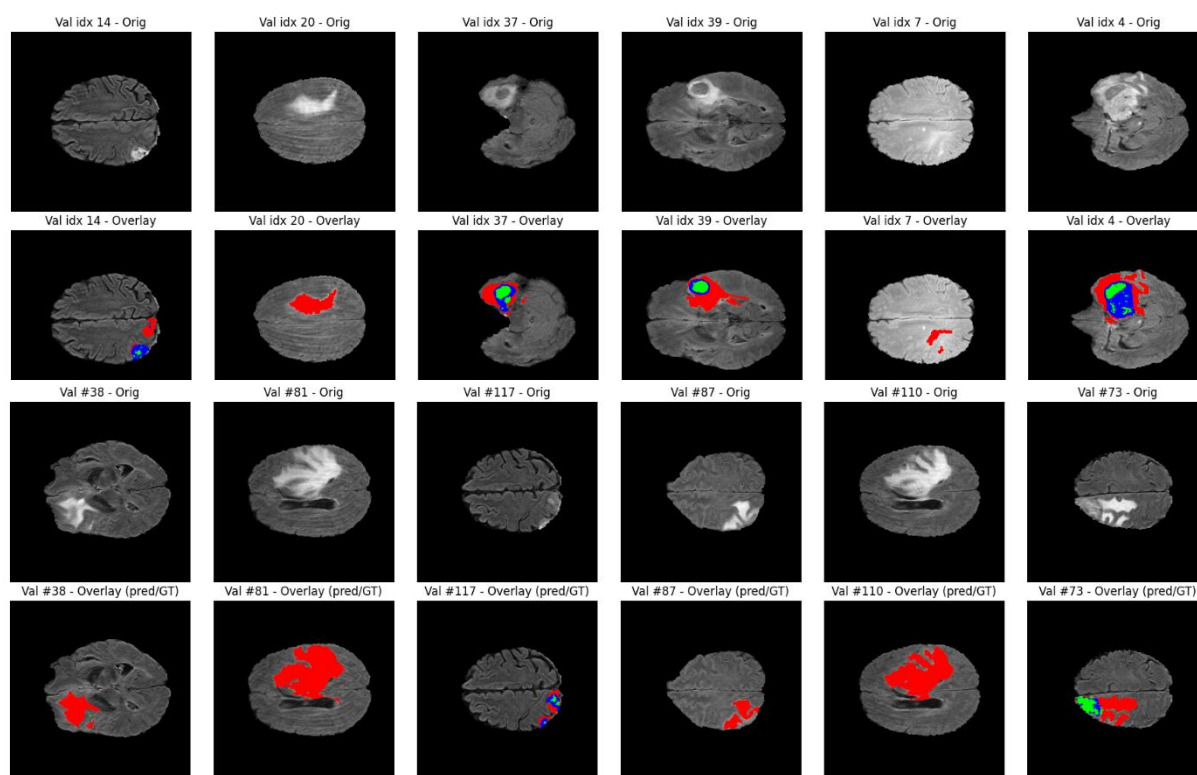 Val idx 14 - Orig
Val idx 20 - Orig
Val idx 37 - Orig
Val idx 39 - Orig
Val idx 7 - Orig
Val idx 4 - Orig
Val idx 14 - Overlay
Val idx 20 - Overlay
Val idx 37 - Overlay
Val idx 39 - Overlay
Val idx 7 - Overlay
Val idx 4 - Overlay
Val #38 - Orig
Val #81 - Orig
Val #117 - Orig
Val #87 - Orig
Val #110 - Orig
Val #73 - Orig
Val #38 - Overlay (pred/GT)
Val #81 - Overlay (pred/GT)
Val #117 - Overlay (pred/GT)
Val #87 - Overlay (pred/GT)
Val #110 - Overlay (pred/GT)
Val #73 - Overlay (pred/GT)